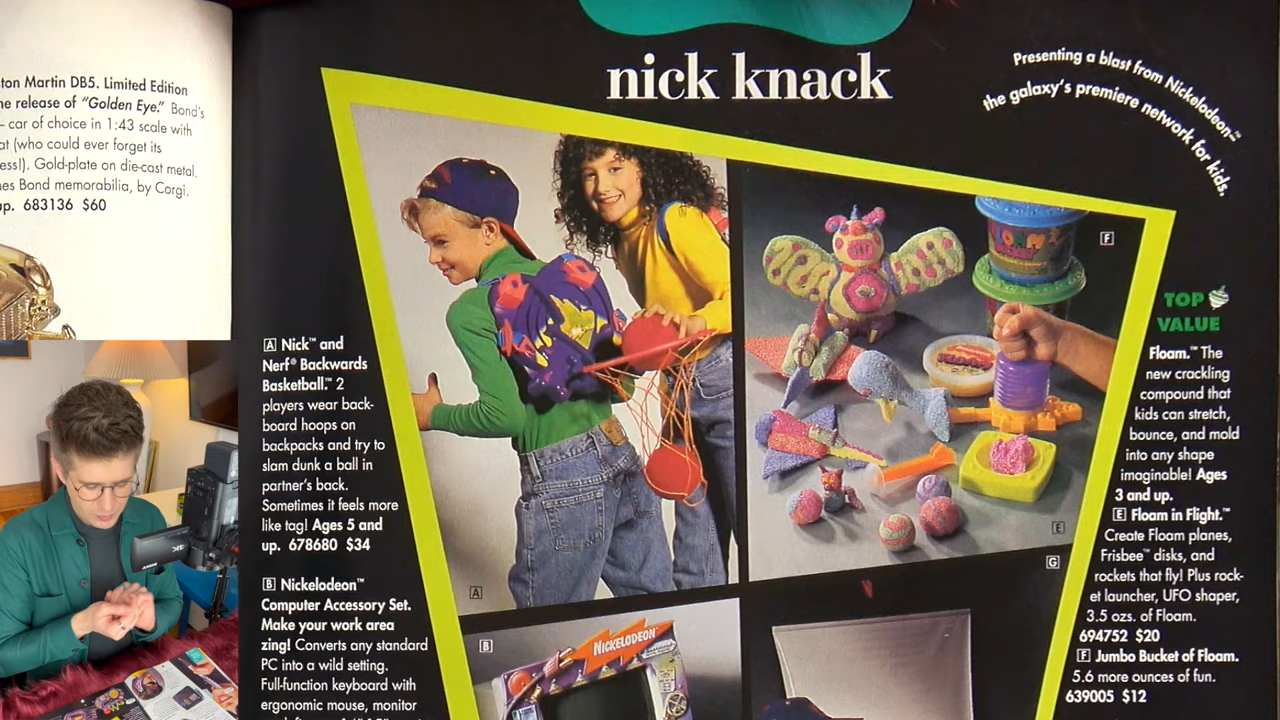 ton Martin DB5. Limited Edition
ne release of "Golden Eye." Bond's
– car of choice in 1:43 scale with
at (who could ever forget its
ess!). Gold-plate on die-cast metal.
nes Bond memorabilia, by Corgi.
up. 683136 $60
nick knack
Presenting a blast from Nickelodeon™
the galaxy's premiere network for kids.
A Nick™ and
Nerf® Backwards
Basketball.™ 2
players wear back-
board hoops on
backpacks and try to
slam dunk a ball in
partner's back.
Sometimes it feels more
like tag! Ages 5 and
up. 678680 $34
B Nickelodeon™
Computer Accessory Set.
Make your work area
zing! Converts any standard
PC into a wild setting.
Full-function keyboard with
ergonomic mouse, monitor
A
B
NICKELODEON
F
FLOAM
E
G
TOP
VALUE
Floam.™ The
new crackling
compound that
kids can stretch,
bounce, and mold
into any shape
imaginable! Ages
3 and up.
E Floam in Flight.™
Create Floam planes,
Frisbee™ disks, and
rockets that fly! Plus rock-
et launcher, UFO shaper,
3.5 ozs. of Floam.
694752 $20
F Jumbo Bucket of Floam.
5.6 more ounces of fun.
639005 $12
SONY